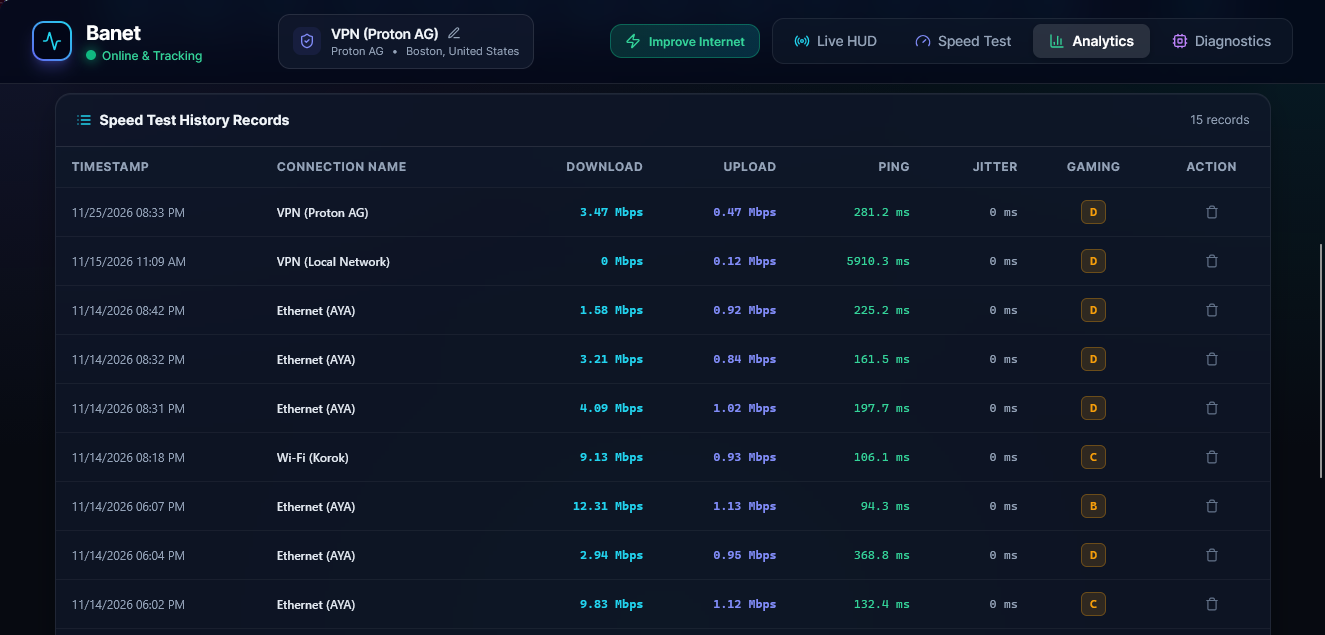 Banet
Online & Tracking
VPN (Proton AG)
Proton AG • Boston, United States
Improve Internet
Live HUD
Speed Test
Analytics
Diagnostics
Speed Test History Records
15 records
TIMESTAMP CONNECTION NAME DOWNLOAD UPLOAD PING JITTER GAMING ACTION
11/25/2026 08:33 PM VPN (Proton AG) 3.47 Mbps 0.47 Mbps 281.2 ms 0 ms D
11/15/2026 11:09 AM VPN (Local Network) 0 Mbps 0.12 Mbps 5910.3 ms 0 ms D
11/14/2026 08:42 PM Ethernet (AYA) 1.58 Mbps 0.92 Mbps 225.2 ms 0 ms D
11/14/2026 08:32 PM Ethernet (AYA) 3.21 Mbps 0.84 Mbps 161.5 ms 0 ms D
11/14/2026 08:31 PM Ethernet (AYA) 4.09 Mbps 1.02 Mbps 197.7 ms 0 ms D
11/14/2026 08:18 PM Wi-Fi (Korok) 9.13 Mbps 0.93 Mbps 106.1 ms 0 ms C
11/14/2026 06:07 PM Ethernet (AYA) 12.31 Mbps 1.13 Mbps 94.3 ms 0 ms B
11/14/2026 06:04 PM Ethernet (AYA) 2.94 Mbps 0.95 Mbps 368.8 ms 0 ms D
11/14/2026 06:02 PM Ethernet (AYA) 9.83 Mbps 1.12 Mbps 132.4 ms 0 ms C